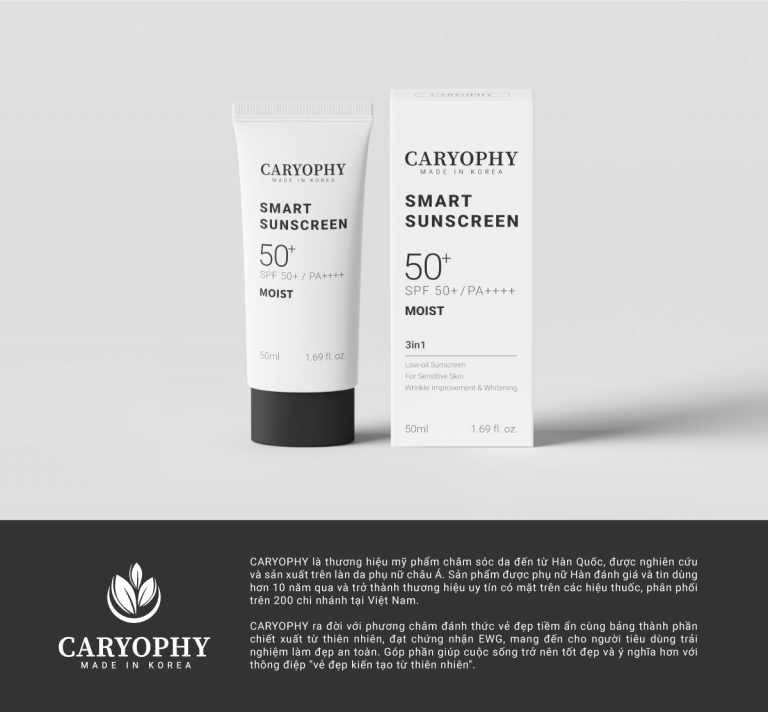 CARYOPHY
CARYOPHY
MADE IN KOREA
SMART
SUNSCREEN
50+
SPF 50+ / PA++++
MOIST
50ml 1.69 fl. oz.
CARYOPHY
MADE IN KOREA
SMART
SUNSCREEN
50+
SPF 50+/PA++++
MOIST
3in1
Low-oil Sunscreen
For Sensitive Skin
Wrinkle Improvement & Whitening
50ml 1.69 fl. oz.
CARYOPHY
MADE IN KOREA
CARYOPHY là thương hiệu mỹ phẩm chăm sóc da đến từ Hàn Quốc, được nghiên cứu
và sản xuất trên làn da phụ nữ châu Á. Sản phẩm được phụ nữ Hàn đánh giá và tin dùng
hơn 10 năm qua và trở thành thương hiệu uy tín có mặt trên các hiệu thuốc, phân phối
trên 200 chi nhánh tại Việt Nam.
CARYOPHY ra đời với phương châm đánh thức vẻ đẹp tiềm ẩn cùng bảng thành phần
chiết xuất từ thiên nhiên, đạt chứng nhận EWG, mang đến cho người tiêu dùng trải
nghiệm làm đẹp an toàn. Góp phần giúp cuộc sống trở nên tốt đẹp và ý nghĩa hơn với
thông điệp "vẻ đẹp kiến tạo từ thiên nhiên".